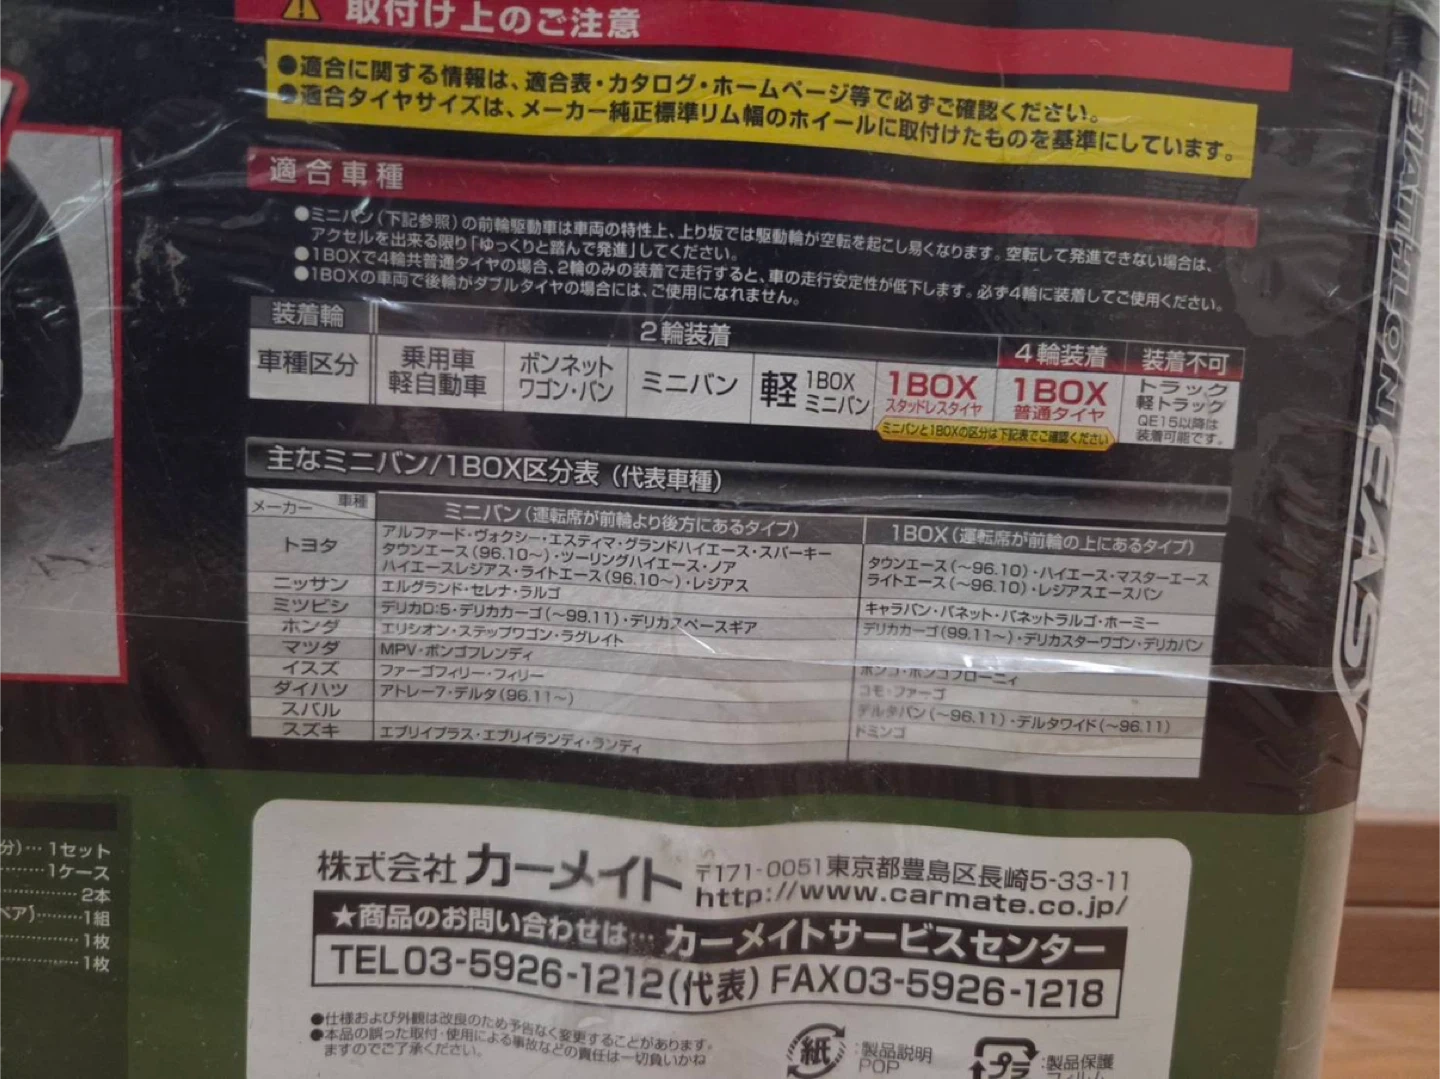 取付け上のご注意
●適合に関する情報は、適合表・カタログ・ホームページ等で必ずご確認ください。
●適合タイヤサイズは、メーカー純正標準リム幅のホイールに取付けたものを基準にしています。
適合車種
●ミニバン(下記参照)の前輪駆動車は車両の特性上、上り坂では駆動輪が空転を起こし易くなります。空転して発進できない場合は、
アクセルを出来る限り「ゆっくりと踏んで発進」してください。
●1BOXで4輪共普通タイヤの場合、2輪のみの装着で走行すると、車の走行安定性が低下します。必ず4輪に装着してご使用ください。
●1BOXの車両で後輪がダブルタイヤの場合には、ご使用になれません。
装着輪 2輪装着 4輪装着 装着不可
車種区分
乗用車
軽自動車
ボンネット
ワゴン・バン
ミニバン
軽 1BOX
ミニバン
1BOX
スタッドレスタイヤ
1BOX
普通タイヤ
ミニバンと1BOXの区分は下記表でご確認ください
トラック
軽トラック
QE15以降は
装着可能です。
主なミニバン/1BOX区分表(代表車種)
メーカー 車種 ミニバン(運転席が前輪より後方にあるタイプ) 1BOX(運転席が前輪の上にあるタイプ)
トヨタ
アルファード・ヴォクシー・エスティマ・グランドハイエース・スパーキー
タウンエース(96.10〜)・ツーリングハイエース・ノア
ハイエースレジアス・ライトエース(96.10〜)・レジアス
タウンエース(〜96.10)・ハイエース・マスターエース
ライトエース(〜96.10)・レジアスエースバン
ニッサン エルグランド・セレナ・ラルゴ キャラバン・バネット・バネットラルゴ・ホーミー
ミツビシ デリカD:5・デリカカーゴ(〜99.11)・デリカスペースギア デリカカーゴ(99.11〜)・デリカスターワゴン・デリカバン
ホンダ エリシオン・ステップワゴン・ラグレイト
マツダ MPV・ボンゴフレンディ ボンゴ・ボンゴブローニィ
イスズ ファーゴフィリー・フィリー コモ・ファーゴ
ダイハツ アトレー7・デルタ(96.11〜) デルタバン(〜96.11)・デルタワイド(〜96.11)
スバル ドミンゴ
スズキ エブリイプラス・エブリイランディ・ランディ
BIATHLON EASY
分)… 1セット
1ケース
2本
ペア) 1組
1枚
1枚
株式会社 カーメイト 〒171-0051 東京都豊島区長崎5-33-11
http://www.carmate.co.jp/
★商品のお問い合わせは… カーメイトサービスセンター
TEL03-5926-1212(代表) FAX03-5926-1218
●仕様および外観は改良のため予告なく変更することがあります。
●本品の誤った取付・使用による事故などの責任は一切負いかね
ますのでご了承ください。
紙 :製品説明
POP
プラ :製品保護
フィルム